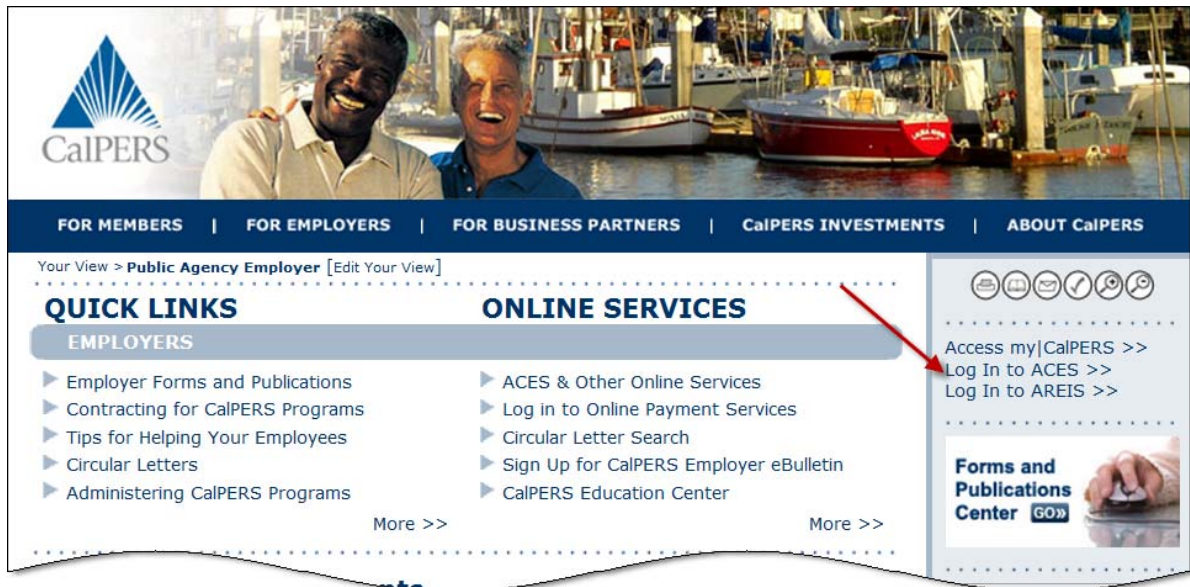 CalPERS
FOR MEMBERS | FOR EMPLOYERS | FOR BUSINESS PARTNERS | CalPERS INVESTMENTS | ABOUT CalPERS
Your View > Public Agency Employer [Edit Your View]
QUICK LINKS
EMPLOYERS
Employer Forms and Publications
Contracting for CalPERS Programs
Tips for Helping Your Employees
Circular Letters
Administering CalPERS Programs
More >>
ONLINE SERVICES
ACES & Other Online Services
Log in to Online Payment Services
Circular Letter Search
Sign Up for CalPERS Employer eBulletin
CalPERS Education Center
More >>
Access my|CalPERS >>
Log In to ACES >>
Log In to AREIS >>
Forms and
Publications
Center GO»